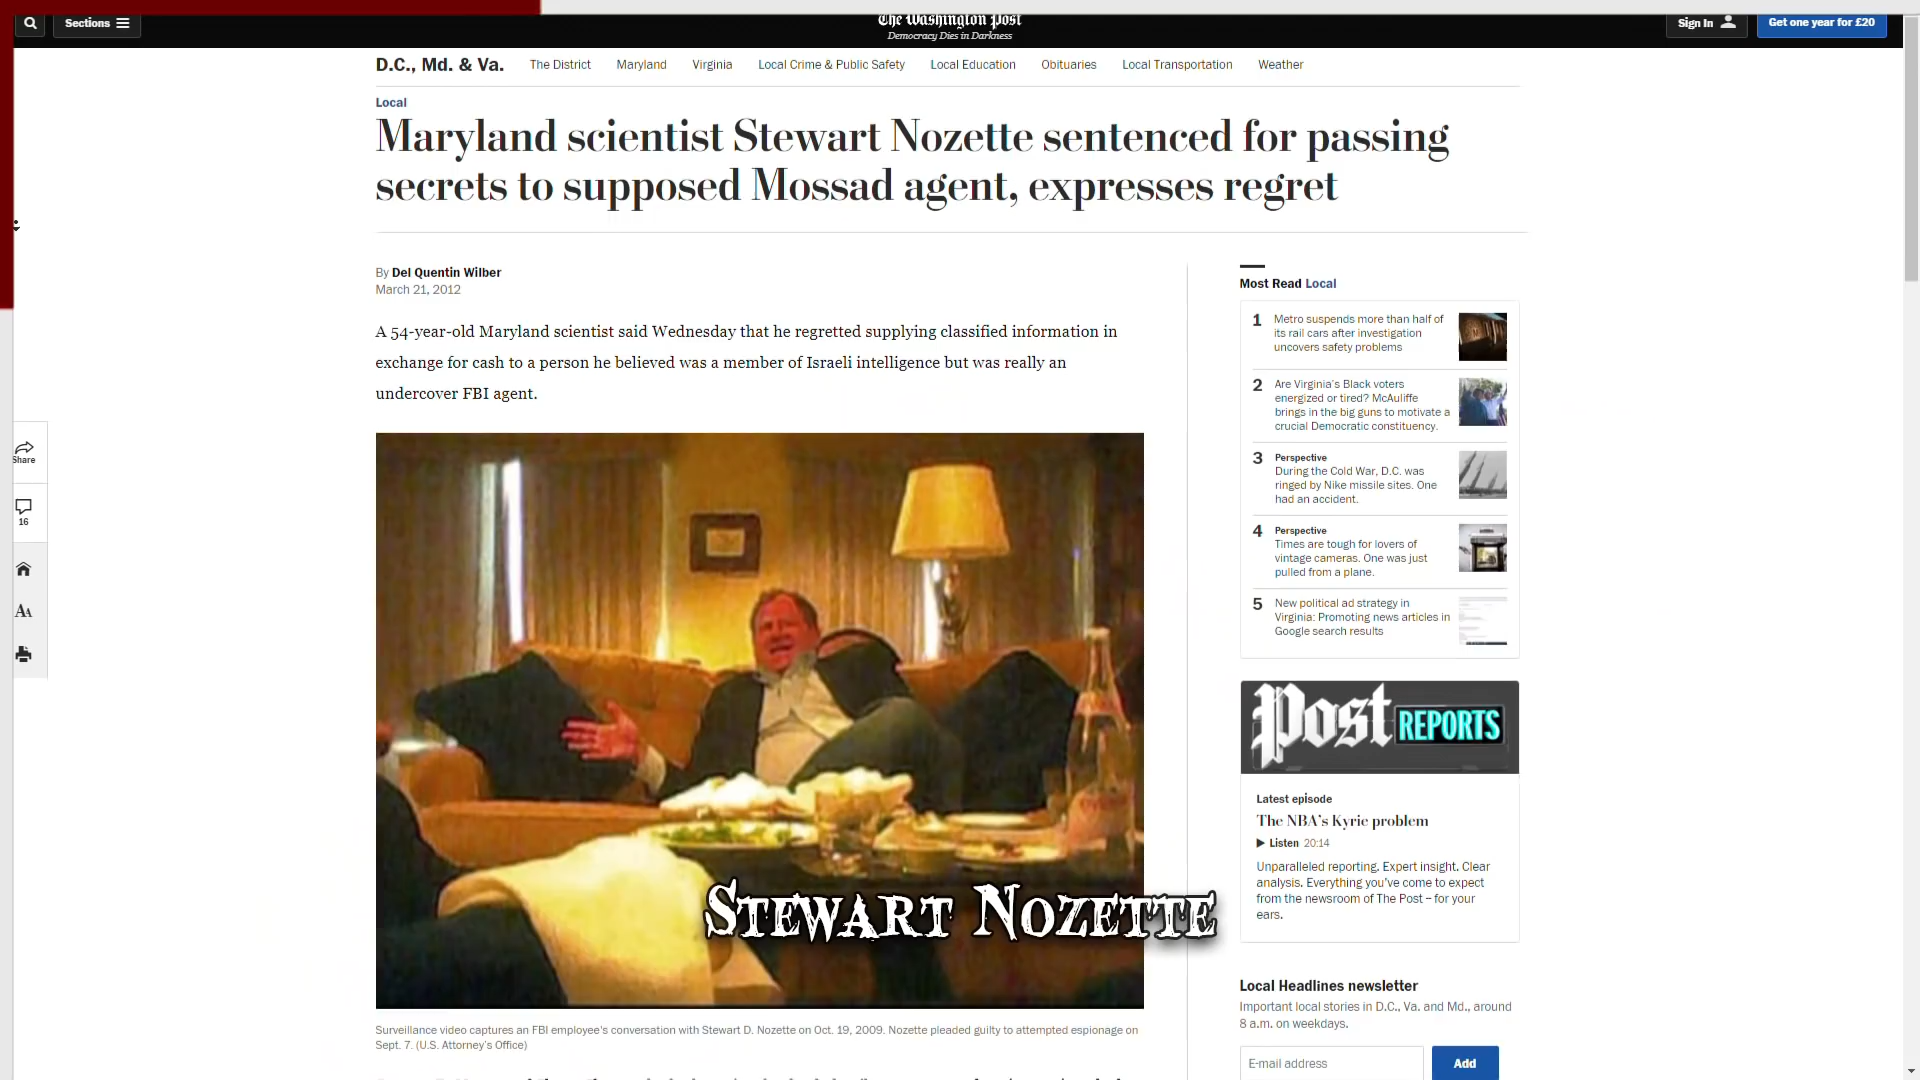 Sections
The Washington Post
Democracy Dies in Darkness
Sign In
Get one year for £20
D.C., Md. & Va.
The District
Maryland
Virginia
Local Crime & Public Safety
Local Education
Obituaries
Local Transportation
Weather
Local
Maryland scientist Stewart Nozette sentenced for passing
secrets to supposed Mossad agent, expresses regret
By Del Quentin Wilber
March 21, 2012
A 54-year-old Maryland scientist said Wednesday that he regretted supplying classified information in
exchange for cash to a person he believed was a member of Israeli intelligence but was really an
undercover FBI agent.
Share
16
AA
STEWART NOZETTE
Surveillance video captures an FBI employee's conversation with Stewart D. Nozette on Oct. 19, 2009. Nozette pleaded guilty to attempted espionage on
Sept. 7. (U.S. Attorney's Office)
Most Read Local
1
Metro suspends more than half of
its rail cars after investigation
uncovers safety problems
2
Are Virginia's Black voters
energized or tired? McAuliffe
brings in the big guns to motivate a
crucial Democratic constituency.
3
Perspective
During the Cold War, D.C. was
ringed by Nike missile sites. One
had an accident.
4
Perspective
Times are tough for lovers of
vintage cameras. One was just
pulled from a plane.
5
New political ad strategy in
Virginia: Promoting news articles in
Google search results
Post REPORTS
Latest episode
The NBA's Kyrie problem
Listen 20:14
Unparalleled reporting. Expert insight. Clear
analysis. Everything you've come to expect
from the newsroom of The Post – for your
ears.
Local Headlines newsletter
Important local stories in D.C., Va. and Md., around
8 a.m. on weekdays.
E-mail address
Add